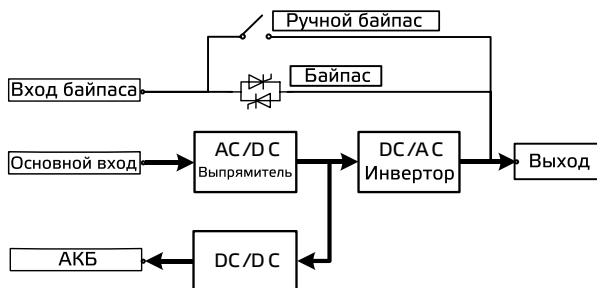 Ручной байпас
Байпас
Вход байпаса
AC/DC
Выпрямитель
DC/AC
Инвертор
Основной вход
Выход
АКБ
DC/DC